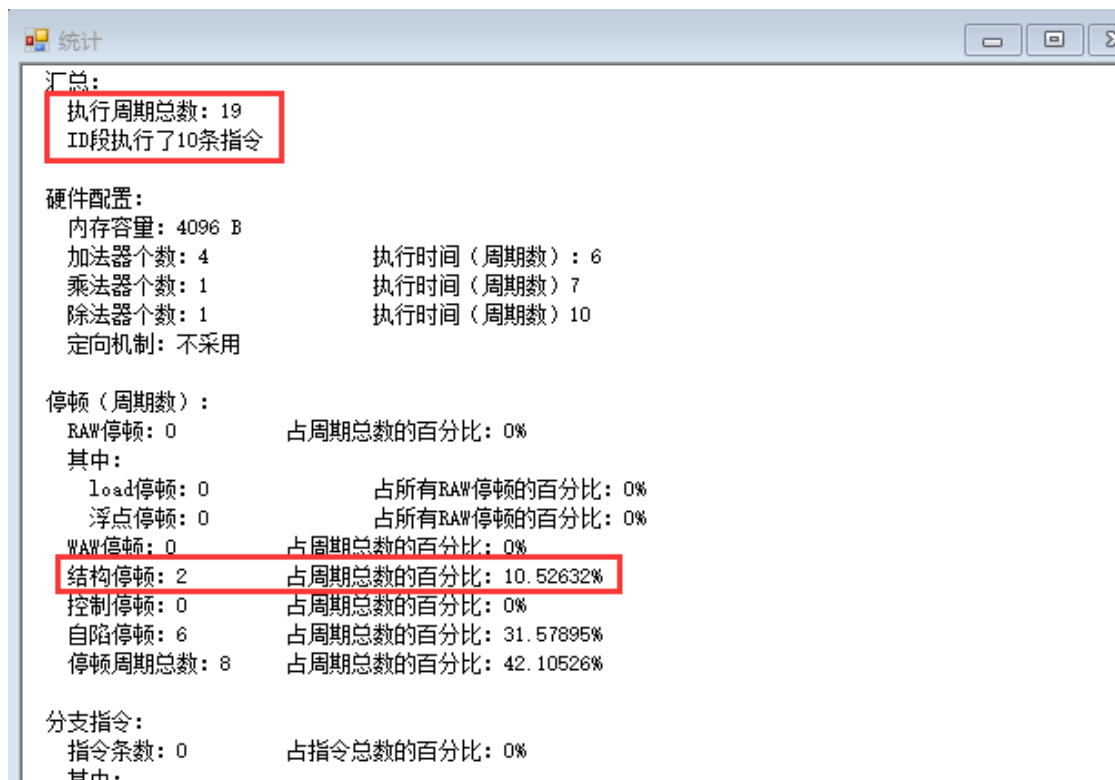 统计
汇总:
执行周期总数: 19
ID段执行了10条指令
硬件配置:
内存容量: 4096 B
加法器个数: 4 执行时间（周期数）: 6
乘法器个数: 1 执行时间（周期数）7
除法器个数: 1 执行时间（周期数）10
定向机制: 不采用
停顿（周期数）:
RAW停顿: 0 占周期总数的百分比: 0%
其中:
load停顿: 0 占所有RAW停顿的百分比: 0%
浮点停顿: 0 占所有RAW停顿的百分比: 0%
WAW停顿: 0 占周期总数的百分比: 0%
结构停顿: 2 占周期总数的百分比: 10.52632%
控制停顿: 0 占周期总数的百分比: 0%
自陷停顿: 6 占周期总数的百分比: 31.57895%
停顿周期总数: 8 占周期总数的百分比: 42.10526%
分支指令:
指令条数: 0 占指令总数的百分比: 0%
其中: